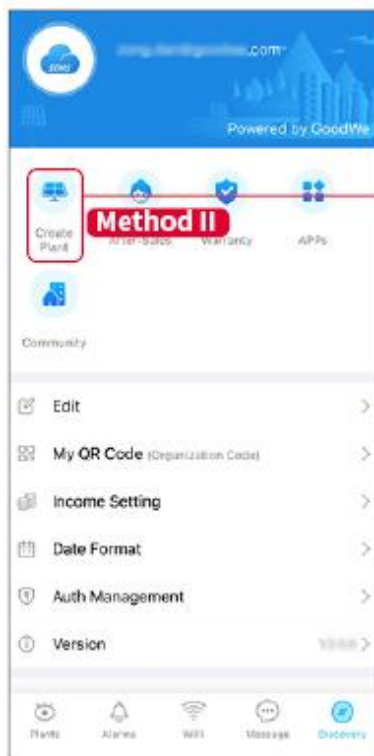 SEMS
.com
Powered by GoodWe
Create Plant
Method II
After-Sales
Warranty
APPs
Community
Edit
My QR Code (Organization Code)
Income Setting
Date Format
Auth Management
Version
Plants
Alarms
WiFi
Message
Discovery